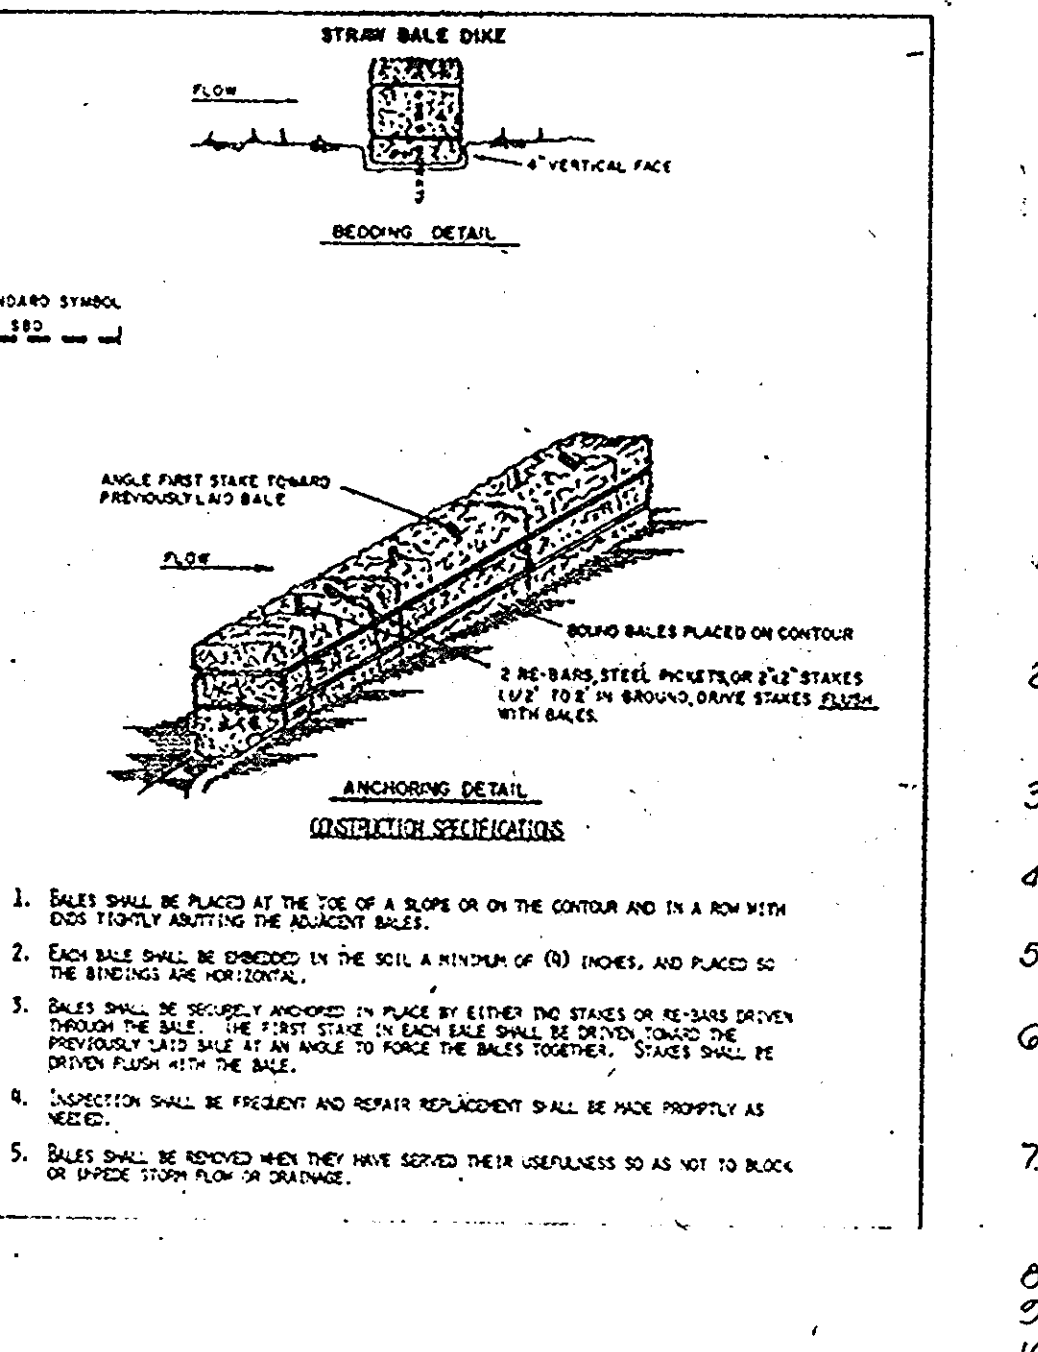 STRAW BALE DIKE
FLOW
4" VERTICAL FACE
BEDDING DETAIL
NDARD SYMBOL
SBD
ANGLE FIRST STAKE TOWARD
PREVIOUSLY LAID BALE
FLOW
BOUND BALES PLACED ON CONTOUR
2 RE-BARS, STEEL PICKETS, OR 2"x2" STAKES
1 1/2' TO 2' IN GROUND, DRIVE STAKES FLUSH
WITH BALES.
ANCHORING DETAIL
CONSTRUCTION SPECIFICATIONS
1. BALES SHALL BE PLACED AT THE TOE OF A SLOPE OR ON THE CONTOUR AND IN A ROW WITH
ENDS TIGHTLY ABUTTING THE ADJACENT BALES.
2. EACH BALE SHALL BE EMBEDDED IN THE SOIL A MINIMUM OF (4) INCHES, AND PLACED SO
THE BINDINGS ARE HORIZONTAL.
3. BALES SHALL BE SECURELY ANCHORED IN PLACE BY EITHER TWO STAKES OR RE-BARS DRIVEN
THROUGH THE BALE. THE FIRST STAKE IN EACH BALE SHALL BE DRIVEN TOWARD THE
PREVIOUSLY LAID BALE AT AN ANGLE TO FORCE THE BALES TOGETHER. STAKES SHALL BE
DRIVEN FLUSH WITH THE BALE.
4. INSPECTION SHALL BE FREQUENT AND REPAIR REPLACEMENT SHALL BE MADE PROMPTLY AS
NEEDED.
5. BALES SHALL BE REMOVED WHEN THEY HAVE SERVED THEIR USEFULNESS SO AS NOT TO BLOCK
OR IMPEDE STORM FLOW OR DRAINAGE.
2
3
4
5
6
7.
8
9